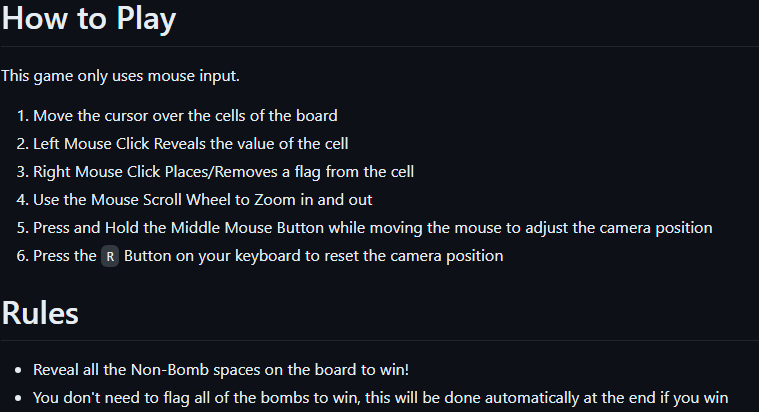 How to Play
This game only uses mouse input.
1. Move the cursor over the cells of the board
2. Left Mouse Click Reveals the value of the cell
3. Right Mouse Click Places/Removes a flag from the cell
4. Use the Mouse Scroll Wheel to Zoom in and out
5. Press and Hold the Middle Mouse Button while moving the mouse to adjust the camera position
6. Press the R Button on your keyboard to reset the camera position
Rules
• Reveal all the Non-Bomb spaces on the board to win!
• You don't need to flag all of the bombs to win, this will be done automatically at the end if you win